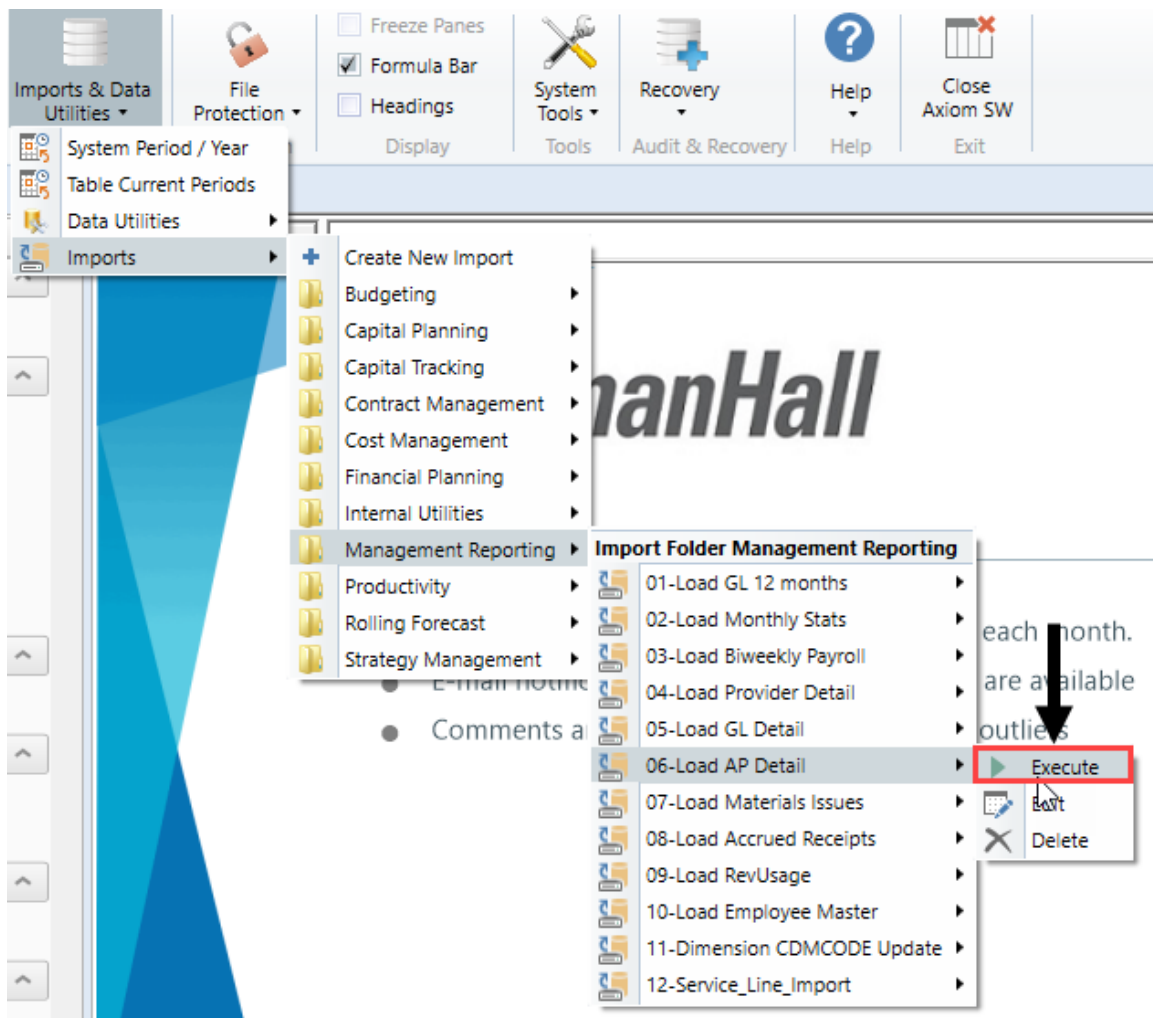 Imports & Data
Utilities
File
Protection
Freeze Panes
Formula Bar
Headings
Display
System
Tools
Tools
Recovery
Audit & Recovery
Help
Help
Close
Axiom SW
Exit
System Period / Year
Table Current Periods
Data Utilities
Imports
Create New Import
Budgeting
Capital Planning
Capital Tracking
Contract Management
Cost Management
Financial Planning
Internal Utilities
Management Reporting
Productivity
Rolling Forecast
Strategy Management
manHall
Import Folder Management Reporting
01-Load GL 12 months
02-Load Monthly Stats
03-Load Biweekly Payroll
04-Load Provider Detail
05-Load GL Detail
06-Load AP Detail
07-Load Materials Issues
08-Load Accrued Receipts
09-Load RevUsage
10-Load Employee Master
11-Dimension CDMCODE Update
12-Service_Line_Import
Execute
Edit
Delete
each month.
E-mail
are available
Comments
outliers